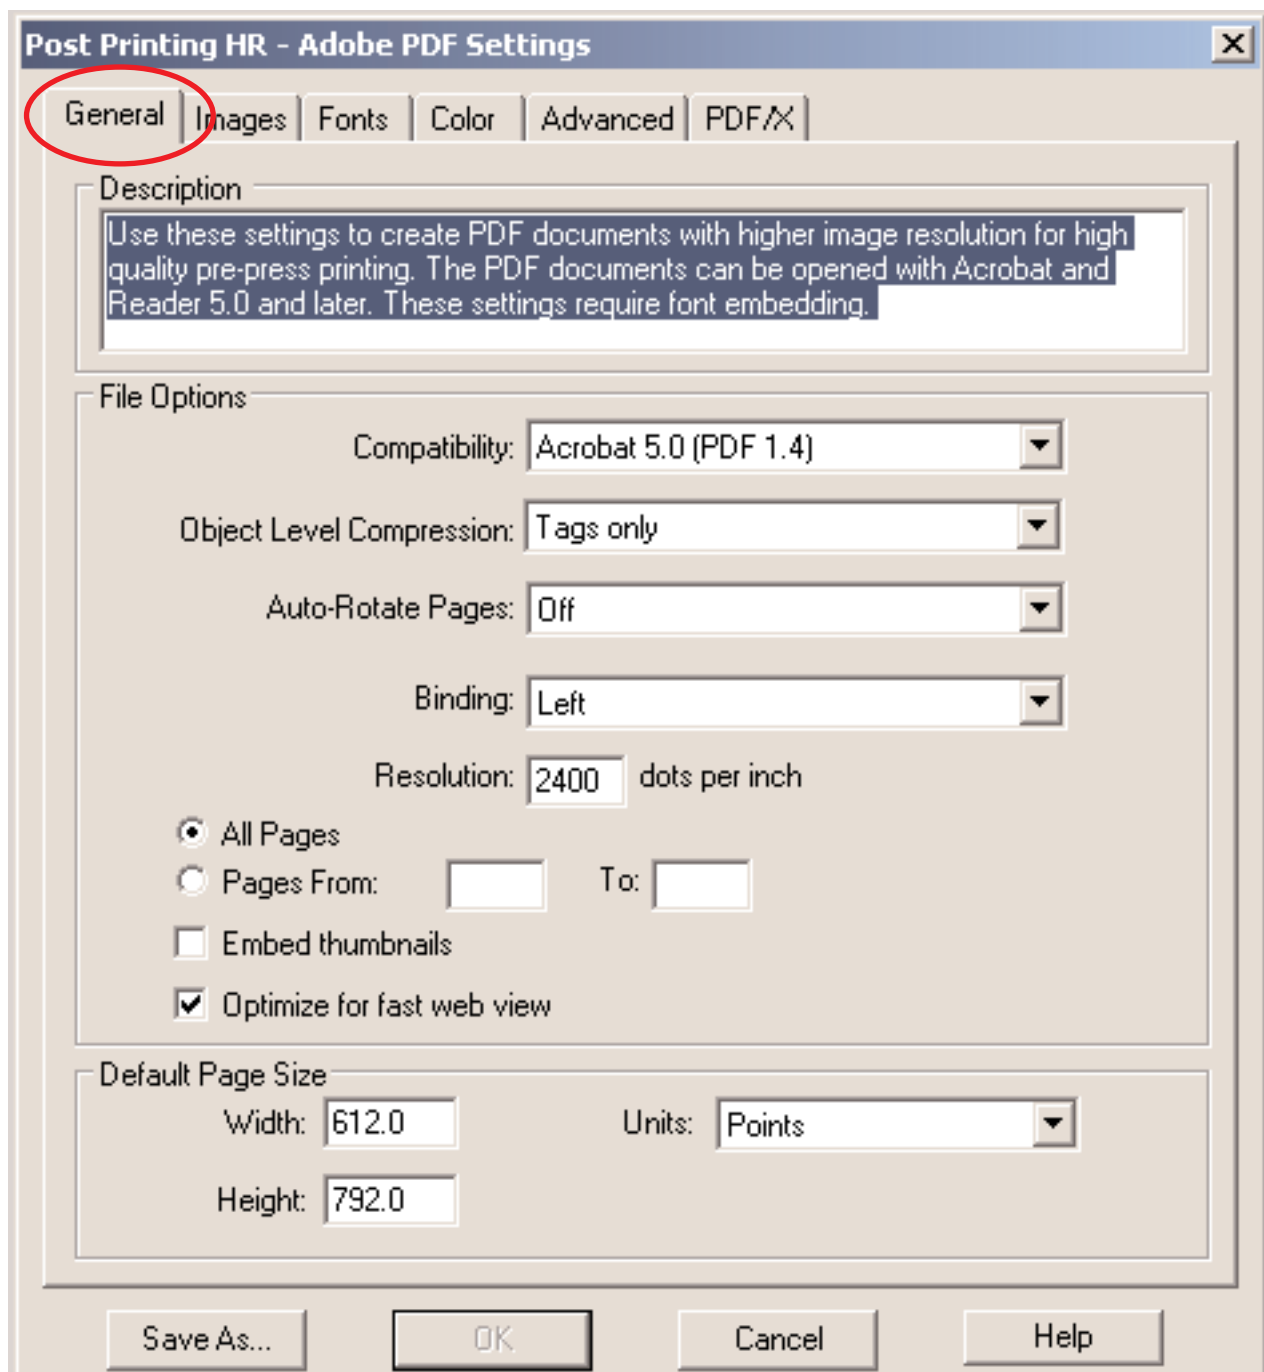 Post Printing HR - Adobe PDF Settings
General Images Fonts Color Advanced PDF/X
Description
Use these settings to create PDF documents with higher image resolution for high
quality pre-press printing. The PDF documents can be opened with Acrobat and
Reader 5.0 and later. These settings require font embedding.
File Options
Compatibility: Acrobat 5.0 (PDF 1.4)
Object Level Compression: Tags only
Auto-Rotate Pages: Off
Binding: Left
Resolution: 2400 dots per inch
All Pages
Pages From: To:
Embed thumbnails
Optimize for fast web view
Default Page Size
Width: 612.0 Units: Points
Height: 792.0
Save As... OK Cancel Help